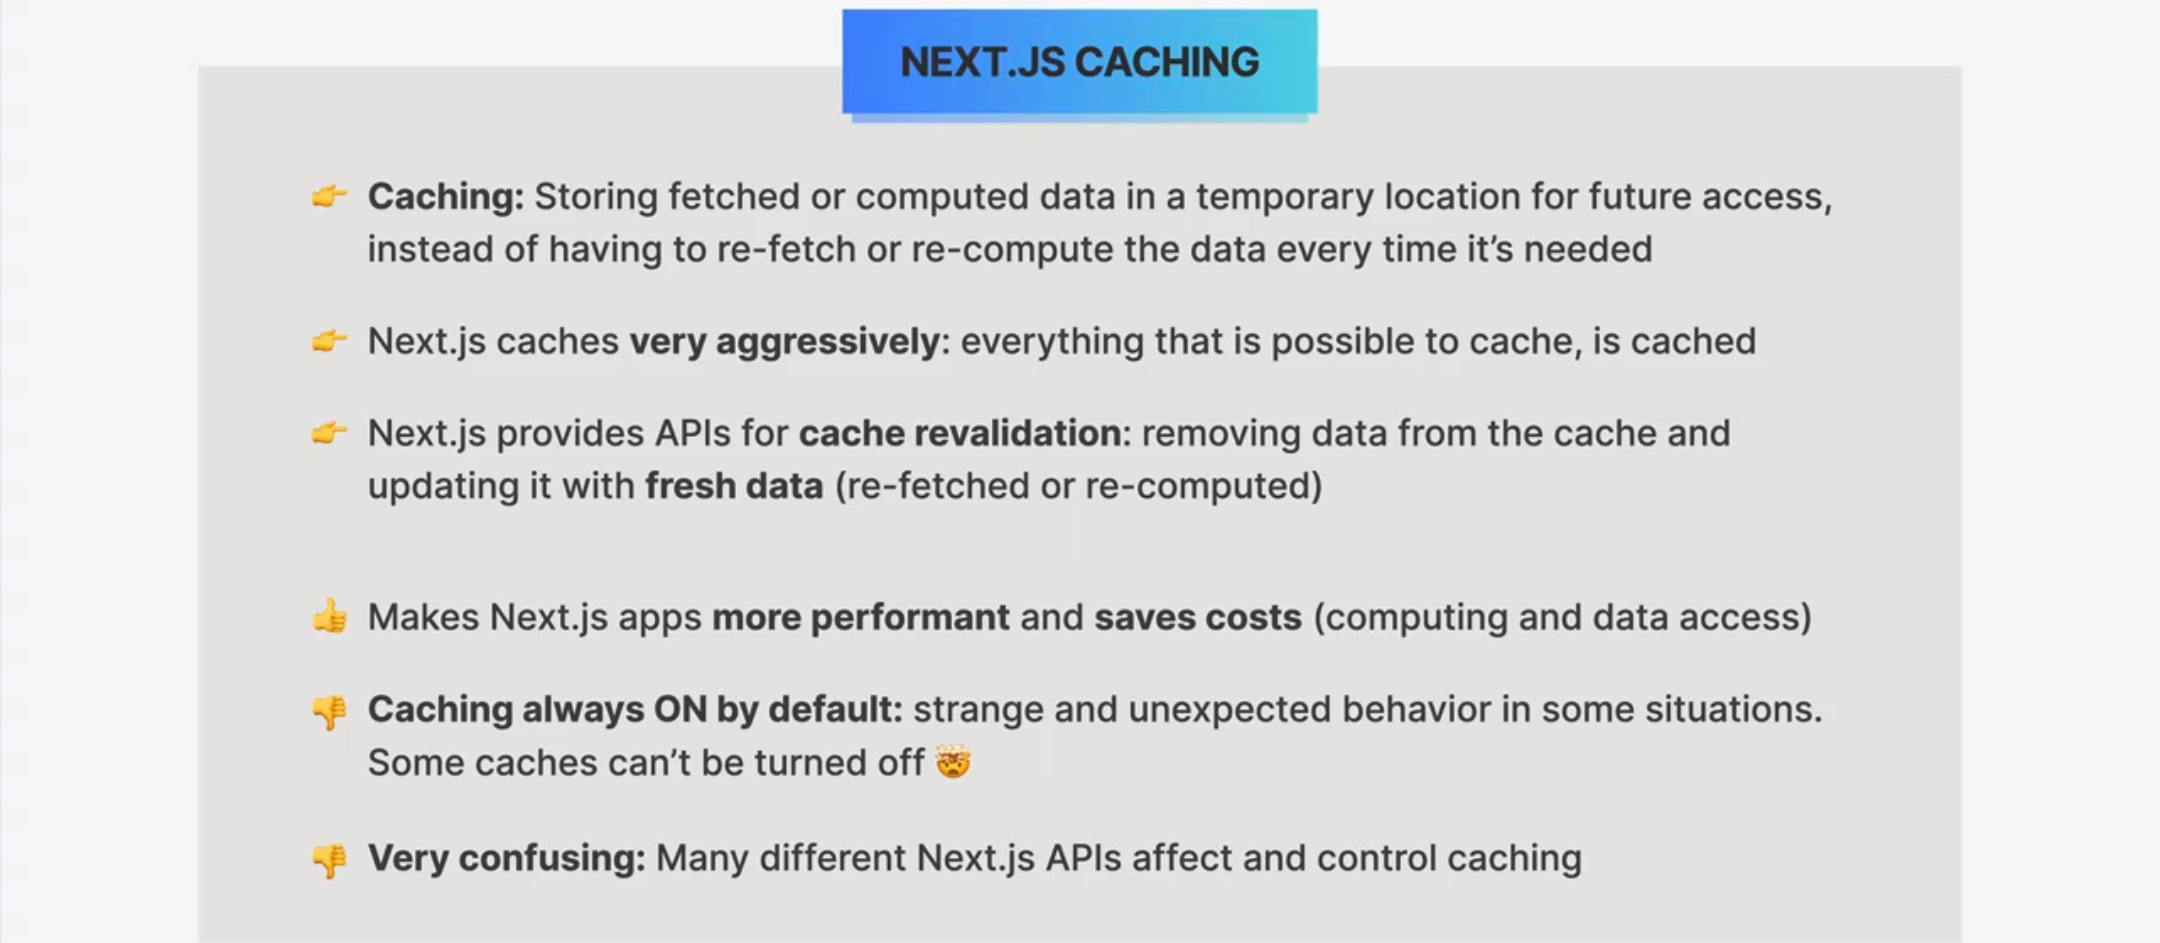 NEXT.JS CACHING
👉 Caching: Storing fetched or computed data in a temporary location for future access,
instead of having to re-fetch or re-compute the data every time it’s needed
👉 Next.js caches very aggressively: everything that is possible to cache, is cached
👉 Next.js provides APIs for cache revalidation: removing data from the cache and
updating it with fresh data (re-fetched or re-computed)
👍 Makes Next.js apps more performant and saves costs (computing and data access)
👎 Caching always ON by default: strange and unexpected behavior in some situations.
Some caches can’t be turned off 🤯
👎 Very confusing: Many different Next.js APIs affect and control caching